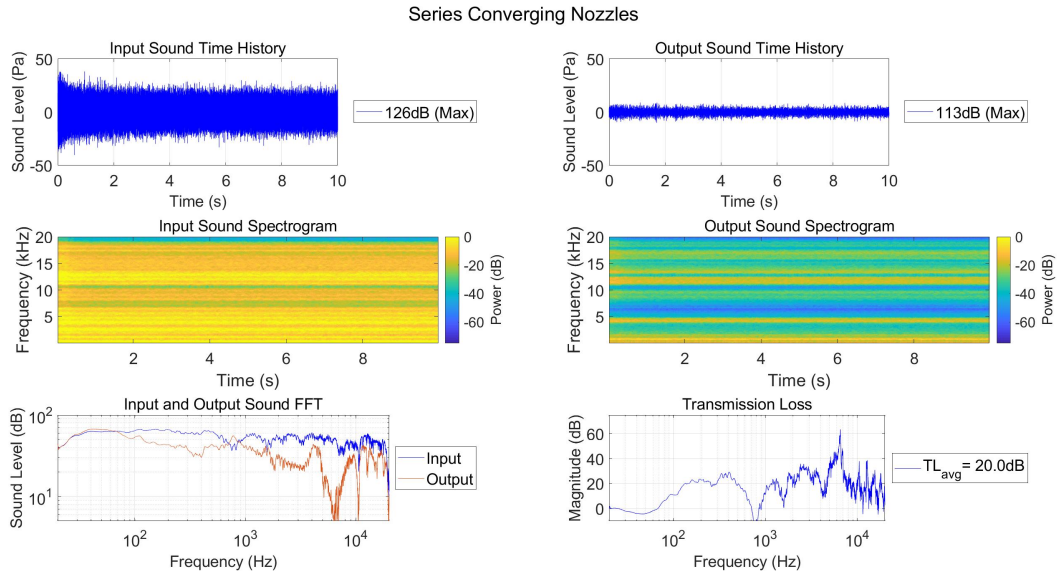 Series Converging Nozzles
Input Sound Time History
Sound Level (Pa)
50
0
-50
0 2 4 6 8 10
Time (s)
126dB (Max)
Output Sound Time History
Sound Level (Pa)
50
0
-50
0 2 4 6 8 10
Time (s)
113dB (Max)
Input Sound Spectrogram
Frequency (kHz)
20
15
10
5
2 4 6 8
Time (s)
0
-20
-40
-60
Power (dB)
Output Sound Spectrogram
Frequency (kHz)
20
15
10
5
2 4 6 8
Time (s)
0
-20
-40
-60
Power (dB)
Input and Output Sound FFT
Sound Level (dB)
10^2
10^1
10^2 10^3 10^4
Frequency (Hz)
Input
Output
Transmission Loss
Magnitude (dB)
60
40
20
0
10^2 10^3 10^4
Frequency (Hz)
TL_avg = 20.0dB